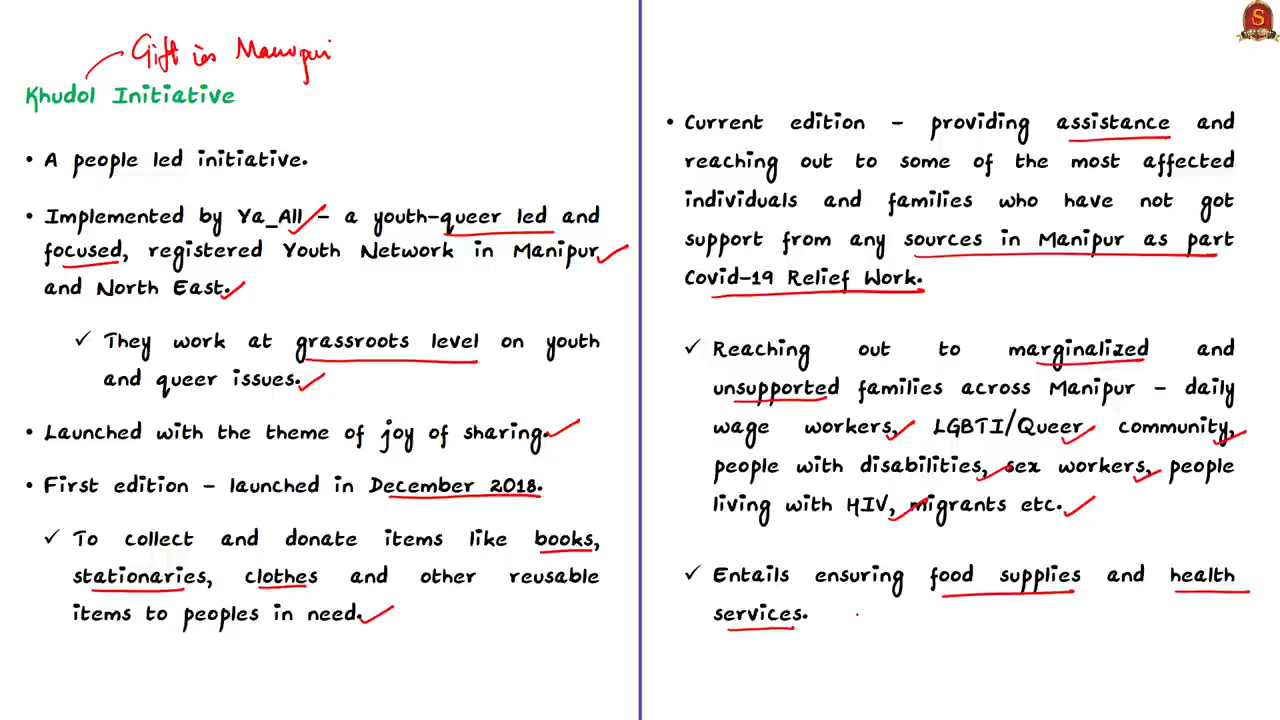 Gift in Manipur
Khudol Initiative
• A people led initiative.
• Implemented by Ya_All – a youth-queer led and
focused, registered Youth Network in Manipur
and North East.
✓ They work at grassroots level on youth
and queer issues.
• Launched with the theme of joy of sharing.
• First edition – launched in December 2018.
✓ To collect and donate items like books,
stationaries, clothes and other reusable
items to peoples in need.
• Current edition – providing assistance and
reaching out to some of the most affected
individuals and families who have not got
support from any sources in Manipur as part
Covid-19 Relief Work.
✓ Reaching out to marginalized and
unsupported families across Manipur – daily
wage workers, LGBTI/Queer community,
people with disabilities, sex workers, people
living with HIV, migrants etc.
✓ Entails ensuring food supplies and health
services.
S